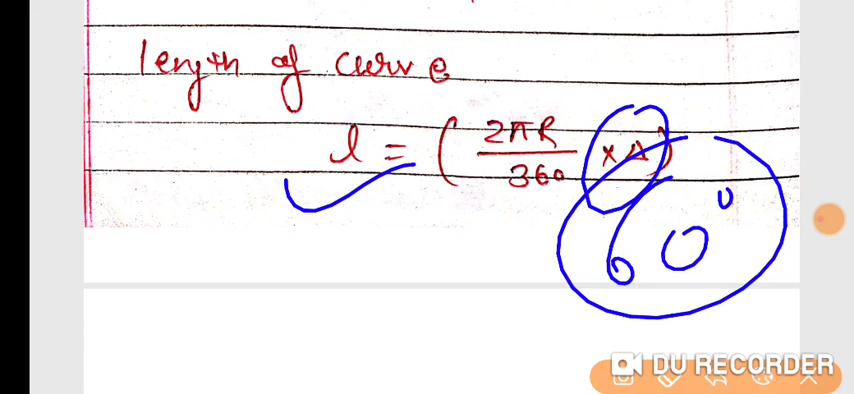 length of curve
l = ( 2πR / 360 × Δ )
60°
DU RECORDER